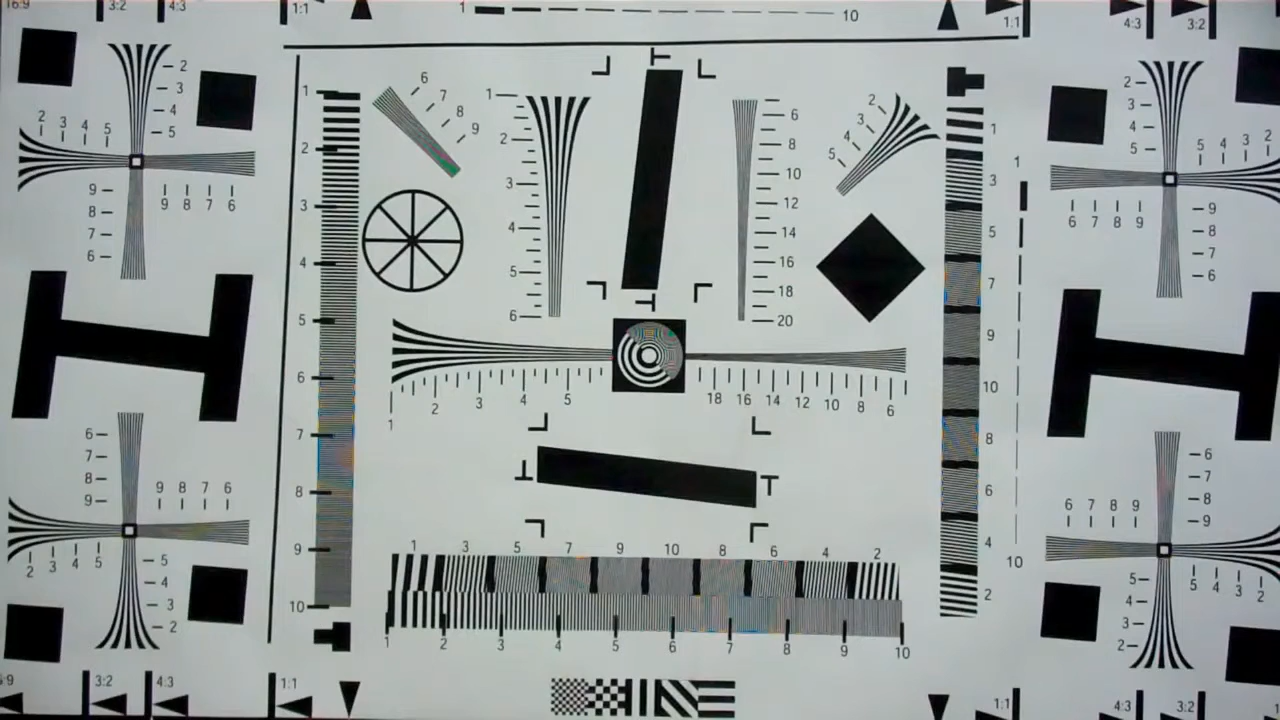 16:9 3:2 4:3 1:1 1 10 1:1 4:3 3:2
2 3 4 5
2 3 4 5
9 8 7 6
9 8 7 6
1 2 3 4 5 6 7 8 9 10
6 7 8 9
1 2 3 4 5 6
6 8 10 12 14 16 18 20
2 3 4 5
1 3 5 7 9 10 8 6 4 2
1 10
2 3 4 5
5 4 3 2
6 7 8 9
9 8 7 6
1 2 3 4 5 18 16 14 12 10 8 6
6 7 8 9
9 8 7 6
2 3 4 5
5 4 3 2
6 7 8 9
6 7 8 9
5 4 3 2
5 4 3 2
1 3 5 7 9 10 8 6 4 2
1 2 3 4 5 6 7 8 9 10
3:2 4:3 1:1 1:1 4:3 3:2